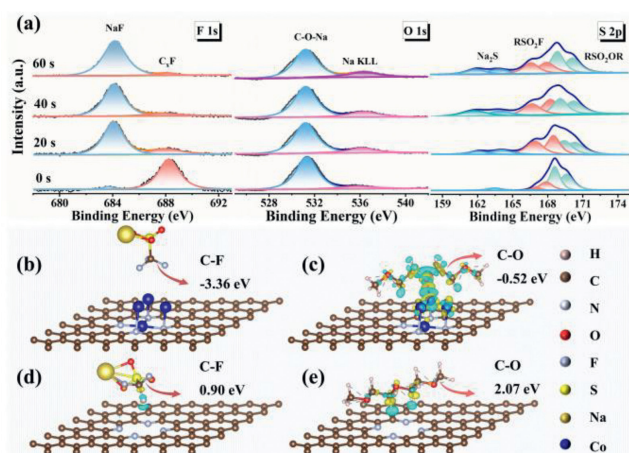 (a) NaF F 1s C-O-Na O 1s S 2p
RSO₂F
CₓF Na KLL Na₂S RSO₂OR
60 s
40 s
20 s
0 s
Intensity (a.u.)
680 684 688 692 528 532 536 540 159 162 165 168 171 174
Binding Energy (eV) Binding Energy (eV) Binding Energy (eV)
(b) C-F
-3.36 eV
(c) C-O
-0.52 eV
(d) C-F
0.90 eV
(e) C-O
2.07 eV
H
C
N
O
F
S
Na
Co